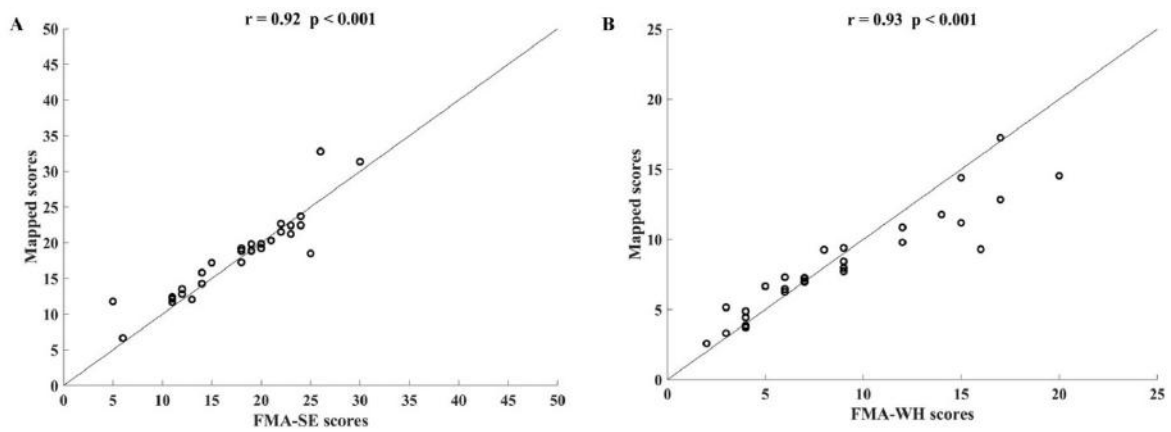 A
r = 0.92 p < 0.001
50
45
40
35
30
25
20
15
10
5
0
Mapped scores
0 5 10 15 20 25 30 35 40 45 50
FMA-SE scores
B
r = 0.93 p < 0.001
25
20
15
10
5
0
Mapped scores
0 5 10 15 20 25
FMA-WH scores